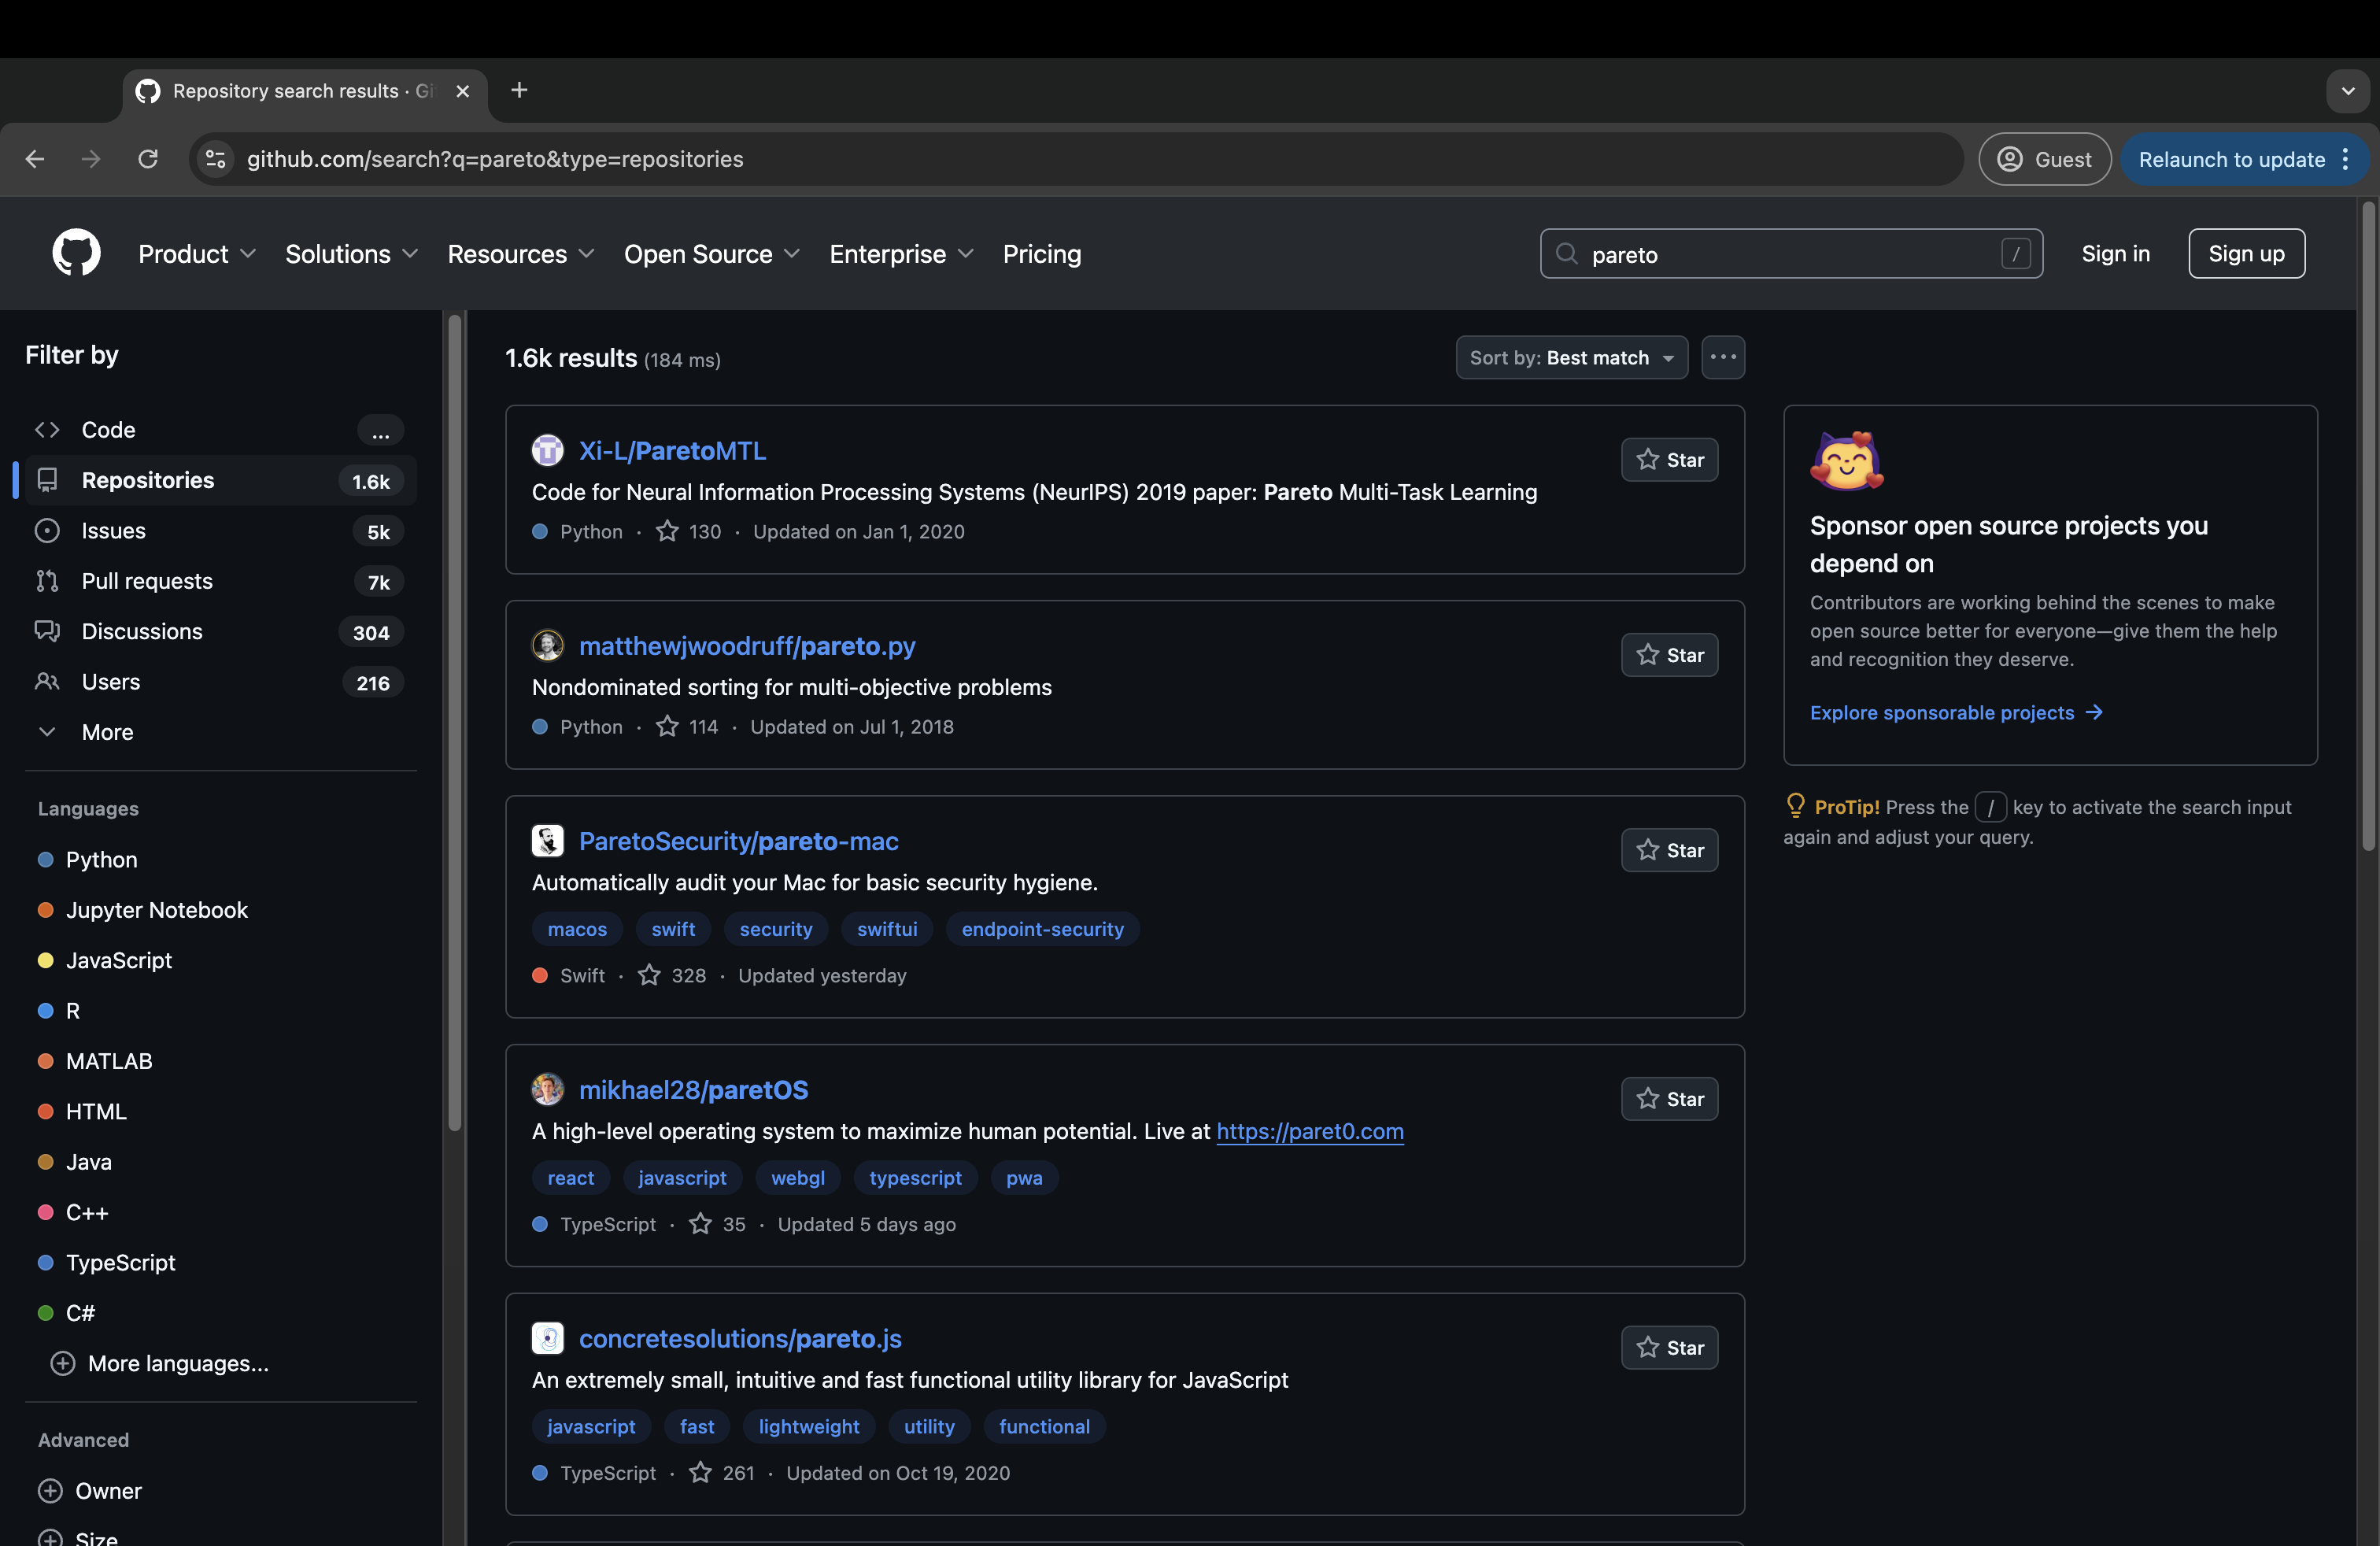 Repository search results · Gi
github.com/search?q=pareto&type=repositories
Guest
Relaunch to update
Product
Solutions
Resources
Open Source
Enterprise
Pricing
pareto
/
Sign in
Sign up
Filter by
Code
...
Repositories
1.6k
Issues
5k
Pull requests
7k
Discussions
304
Users
216
More
Languages
Python
Jupyter Notebook
JavaScript
R
MATLAB
HTML
Java
C++
TypeScript
C#
More languages...
Advanced
Owner
Size
1.6k results (184 ms)
Sort by: Best match
Xi-L/ParetoMTL
Star
Code for Neural Information Processing Systems (NeurIPS) 2019 paper: Pareto Multi-Task Learning
Python · 130 · Updated on Jan 1, 2020
matthewjwoodruff/pareto.py
Star
Nondominated sorting for multi-objective problems
Python · 114 · Updated on Jul 1, 2018
ParetoSecurity/pareto-mac
Star
Automatically audit your Mac for basic security hygiene.
macos swift security swiftui endpoint-security
Swift · 328 · Updated yesterday
mikhael28/paretOS
Star
A high-level operating system to maximize human potential. Live at https://paret0.com
react javascript webgl typescript pwa
TypeScript · 35 · Updated 5 days ago
concretesolutions/pareto.js
Star
An extremely small, intuitive and fast functional utility library for JavaScript
javascript fast lightweight utility functional
TypeScript · 261 · Updated on Oct 19, 2020
Sponsor open source projects you
depend on
Contributors are working behind the scenes to make
open source better for everyone—give them the help
and recognition they deserve.
Explore sponsorable projects →
ProTip! Press the / key to activate the search input
again and adjust your query.